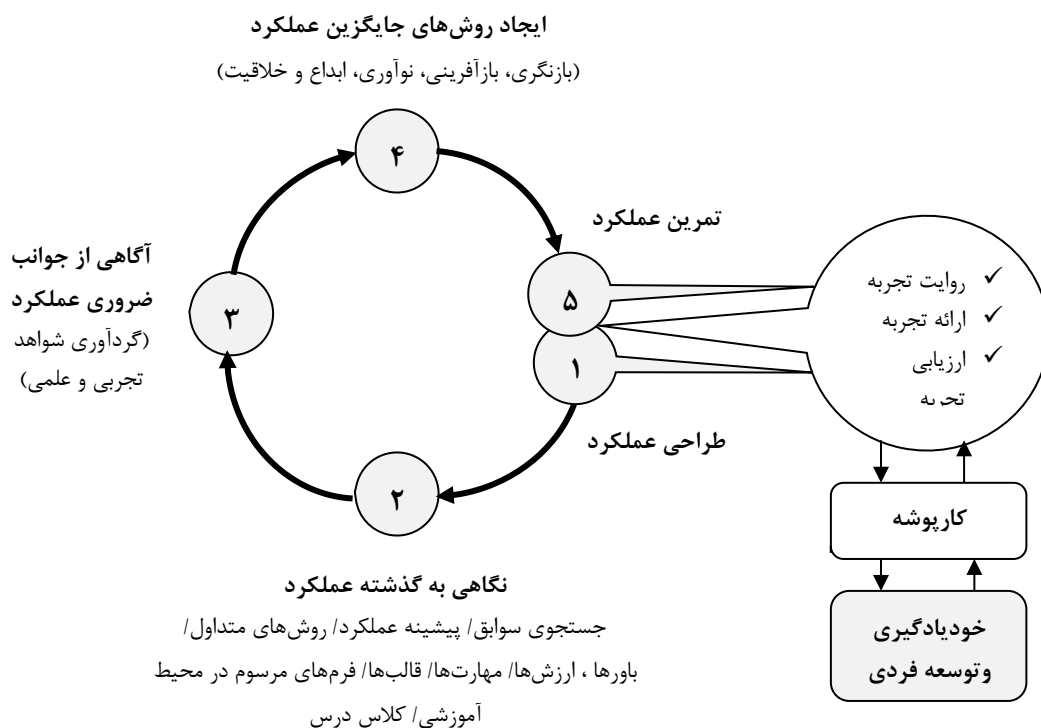 ایجاد روش‌های جایگزین عملکرد
(بازنگری، بازآفرینی، نوآوری، ابداع و خلاقیت)
۴
تمرین عملکرد
۵
۱
طراحی عملکرد
آگاهی از جوانب
ضروری عملکرد
(گردآوری شواهد
تجربی و علمی)
۳
۲
نگاهی به گذشته عملکرد
جستجوی سوابق/ پیشینه عملکرد/ روش‌های متداول/
باورها ، ارزش‌ها/ مهارت‌ها/ قالب‌ها/ فرم‌های مرسوم در محیط
آموزشی/ کلاس درس
✓ روایت تجربه
✓ ارائه تجربه
✓ ارزیابی
تجربه
کارپوشه
خودیادگیری
وتوسعه فردی